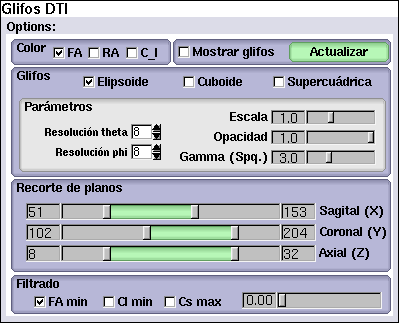 Glifos DTI
Options:
Color FA RA C_l Mostrar glifos Actualizar
Glifos Elipsoide Cuboide Supercuádrica
Parámetros
Escala 1.0
Resolución theta 8 Opacidad 1.0
Resolución phi 8 Gamma (Spq.) 3.0
Recorte de planos
51 153 Sagital (X)
102 204 Coronal (Y)
8 32 Axial (Z)
Filtrado
FA min Cl min Cs max 0.00